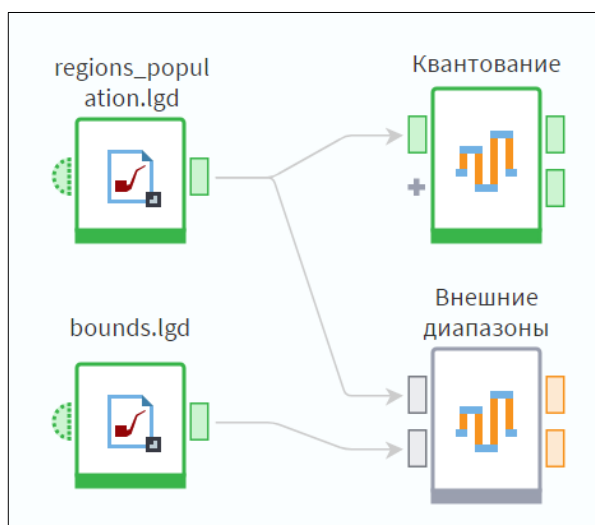 regions_popul
ation.lgd
Квантование
bounds.lgd
Внешние
диапазоны